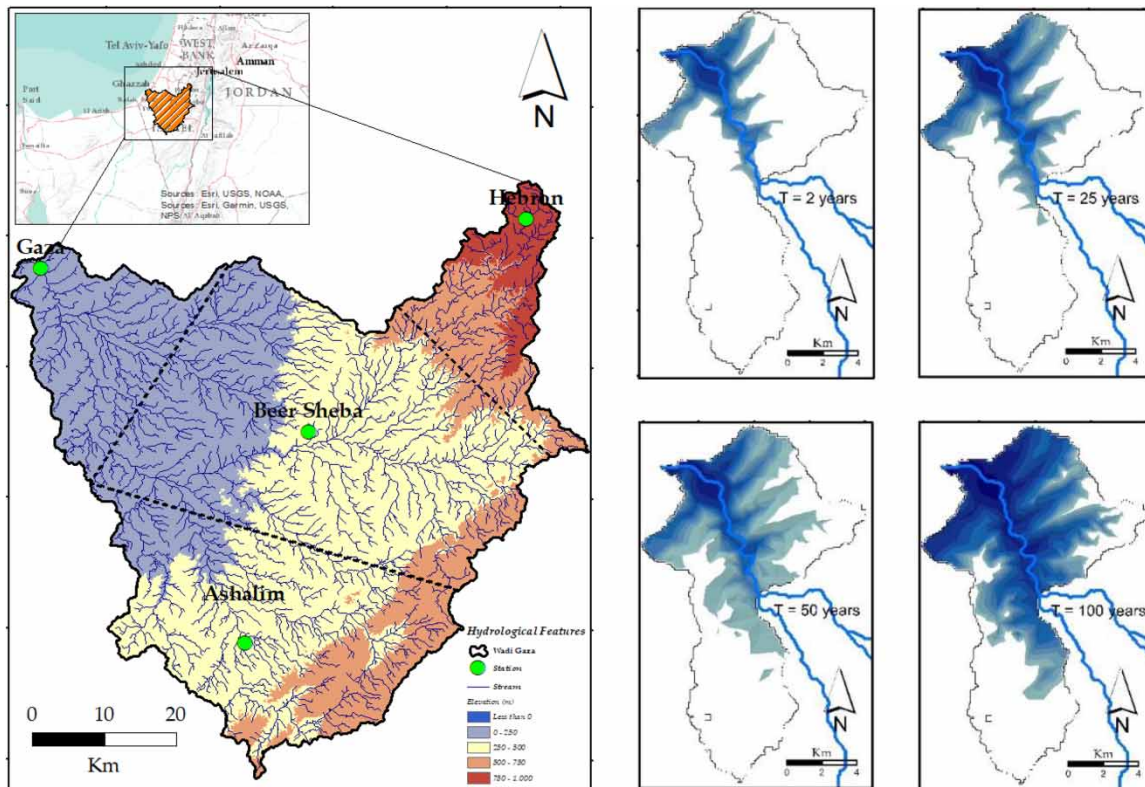 Tel Aviv-Yafo
WEST
BANK
Amman
Jerusalem
Ghazzah
JORDAN
Port
Said
Sources: Esri, USGS, NOAA,
Sources: Esri, Garmin, USGS,
NPS
N
Hebron
Gaza
Beer Sheba
Ashalim
0 10 20
Km
Hydrological Features
Wadi Gaza
Station
Stream
Elevation (m)
Less than 0
0 - 250
250 - 500
500 - 750
750 - 1.000
T = 2 years
N
Km
0 2 4
T = 25 years
N
Km
0 2 4
T = 50 years
N
Km
0 2 4
T = 100 years
N
Km
0 2 4